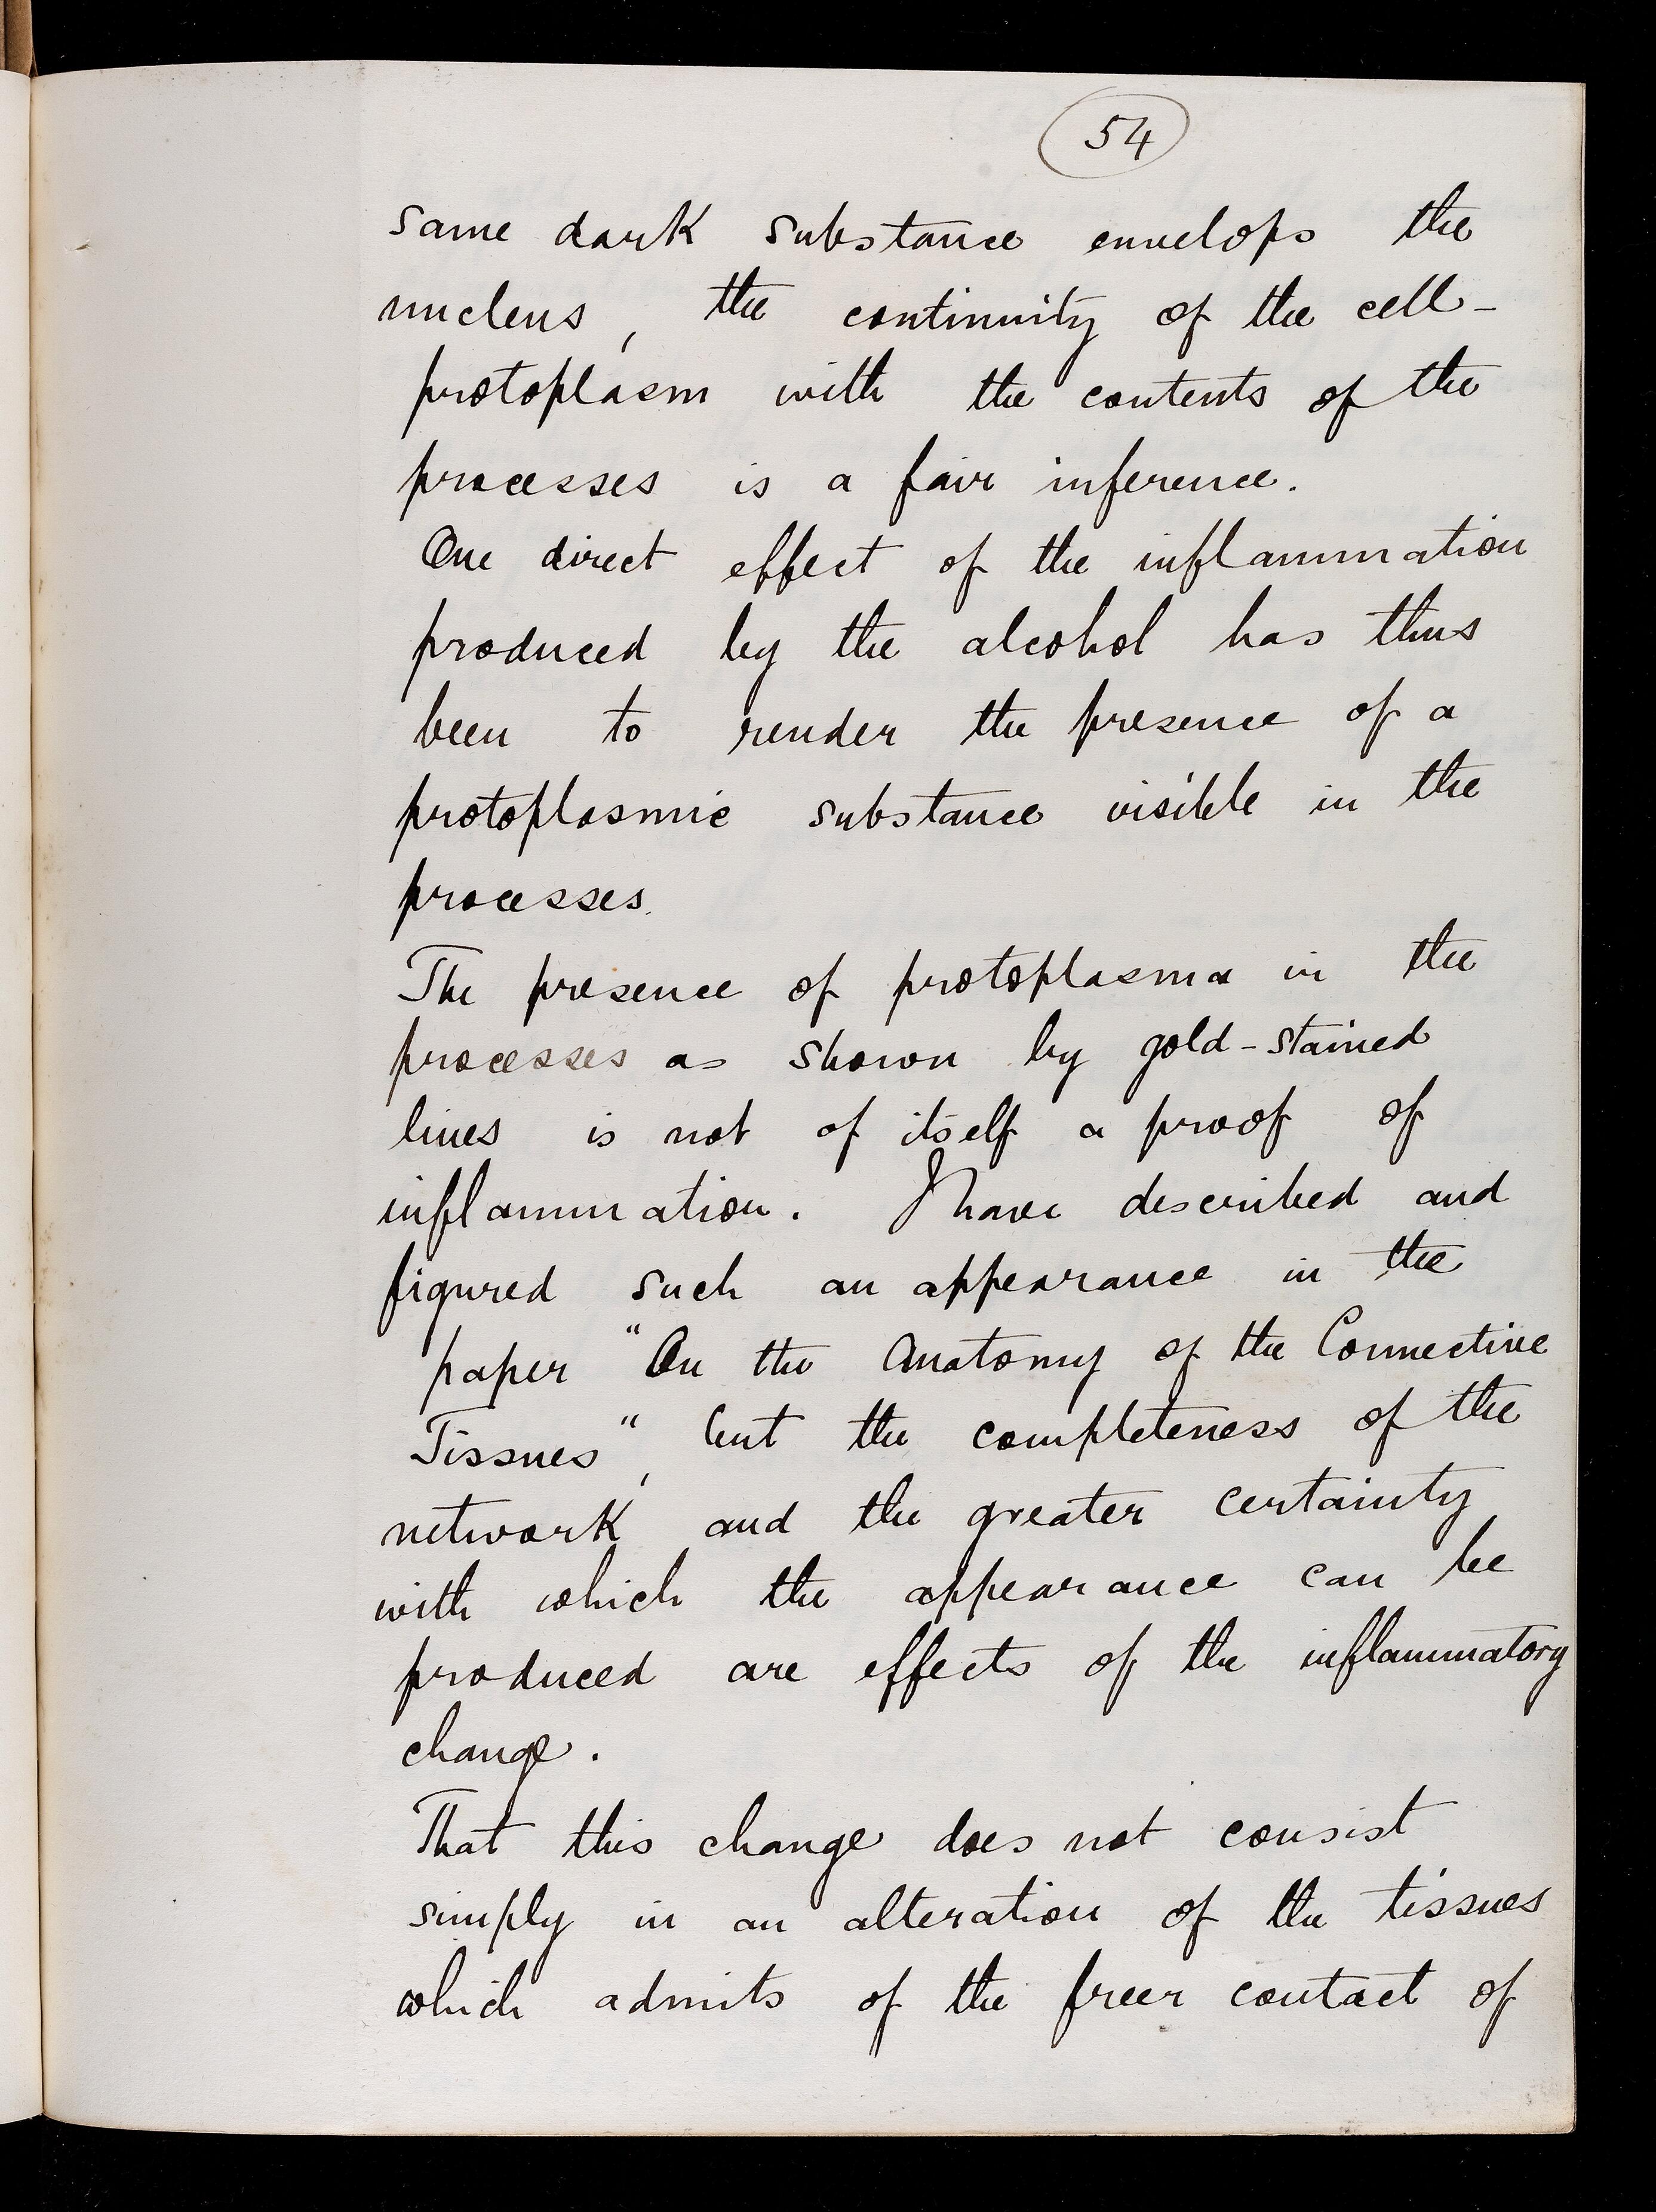 54
same dark substance envelops the
nucleus, the continuity of the cell-
protoplasm with the contents of the
processes is a fair inference.
One direct effect of the inflammation
produced by the alcohol has thus
been to render the presence of a
protoplasmic substance visible in the
processes.
The presence of protoplasma in the
processes as shown by gold-stained
lines is not of itself a proof of
inflammation. I have described and
figured such an appearance in the
paper "On the Anatomy of the Connective
Tissues", but the completeness of the
network and the greater certainty
with which the appearance can be
produced are effects of the inflammatory
change.
That this change does not consist
simply in an alteration of the tissues
which admits of the freer contact of